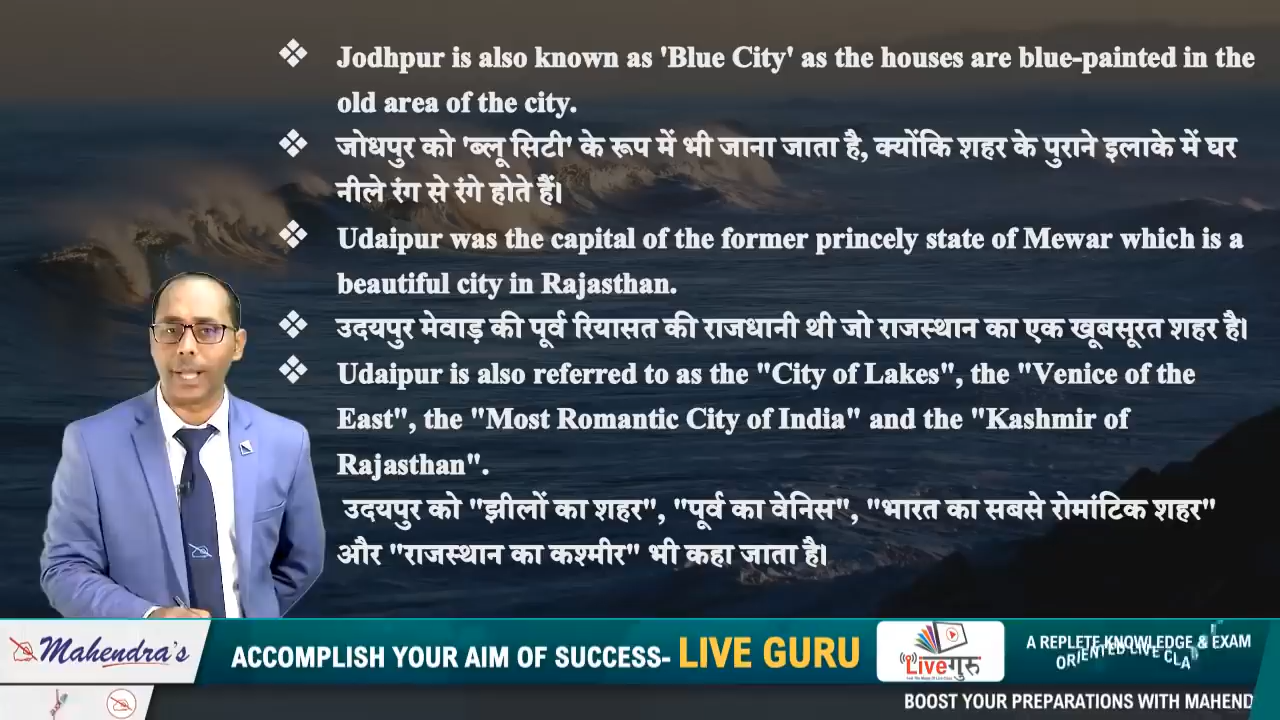 Jodhpur is also known as 'Blue City' as the houses are blue-painted in the
old area of the city.
जोधपुर को 'ब्लू सिटी' के रूप में भी जाना जाता है, क्योंकि शहर के पुराने इलाके में घर
नीले रंग से रंगे होते हैं।
Udaipur was the capital of the former princely state of Mewar which is a
beautiful city in Rajasthan.
उदयपुर मेवाड़ की पूर्व रियासत की राजधानी थी जो राजस्थान का एक खूबसूरत शहर है।
Udaipur is also referred to as the "City of Lakes", the "Venice of the
East", the "Most Romantic City of India" and the "Kashmir of
Rajasthan".
उदयपुर को "झीलों का शहर", "पूर्व का वेनिस", "भारत का सबसे रोमांटिक शहर"
और "राजस्थान का कश्मीर" भी कहा जाता है।
Mahendra's
ACCOMPLISH YOUR AIM OF SUCCESS- LIVE GURU
Live गुरु
A REPLETE KNOWLEDGE & EXAM
ORIENTED LIVE CLA
BOOST YOUR PREPARATIONS WITH MAHEND